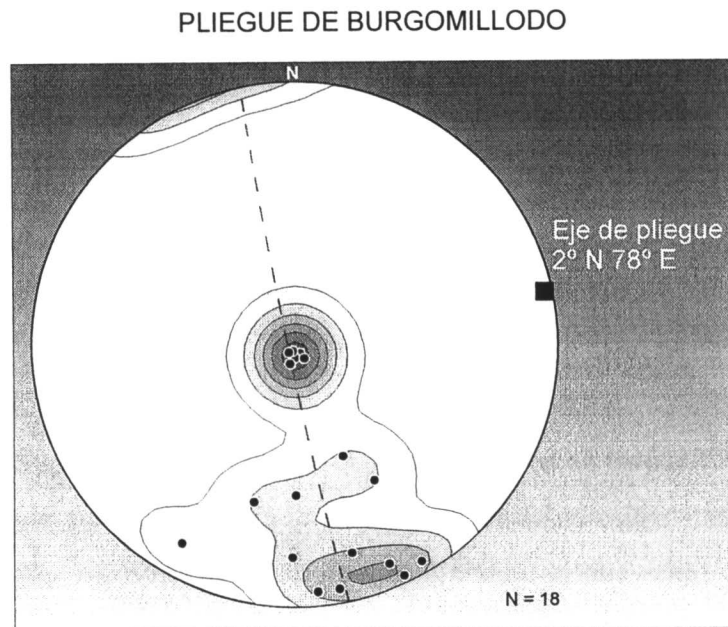 PLIEGUE DE BURGOMILLODO
N
Eje de pliegue
2º N 78º E
N = 18